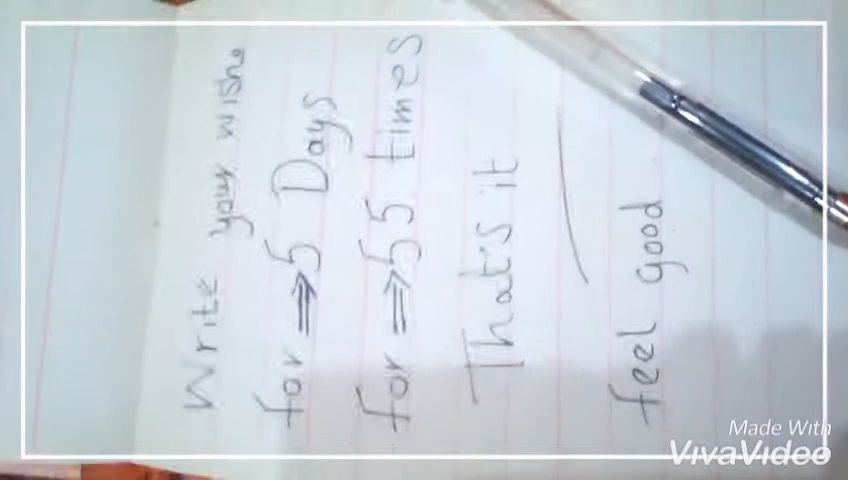 Write your wishe
for ⇒ 5 Days
for ⇒ 55 times
That's it
feel good
Made With
VivaVideo